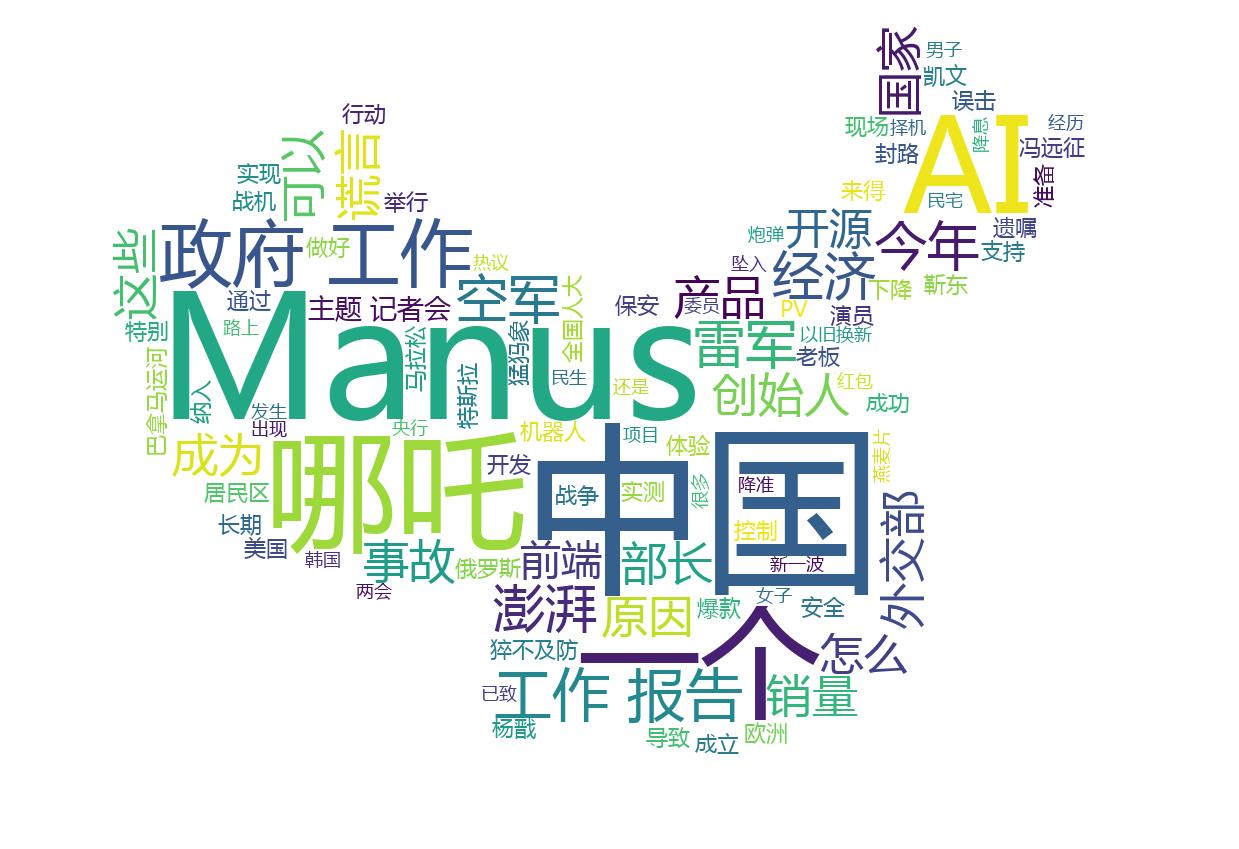 国家
男子
凯文
误击
行动
现场
择机
AI
降息
经历
可以
谎言
封路
冯远征
实现
民宅
准备
战机
举行
来得
开源
今年
遗嘱
政府 工作
做好
炮弹
支持
这些
热议
坠入
经济
下降
靳东
通过
主题 记者会
空军
全国人大
保安
产品
委员
PV
演员
特别
路上
Manus
马拉松
猛犸象
雷军
以旧换新
老板
巴拿马运河
纳入
特斯拉
民生
还是
创始人
红包
成功
发生
出现
央行
机器人
项目
成为
哪吒
中国
体验
燕麦片
开发
居民区
战争
实测
很多
降准
长期
控制
外交部
美国
韩国
事故
俄罗斯
前端
部长
新一波
两会
澎湃
原因
爆款
女子
安全
猝不及防
一个
怎么
已致
工作 报告
销量
杨戬
导致
成立
欧洲